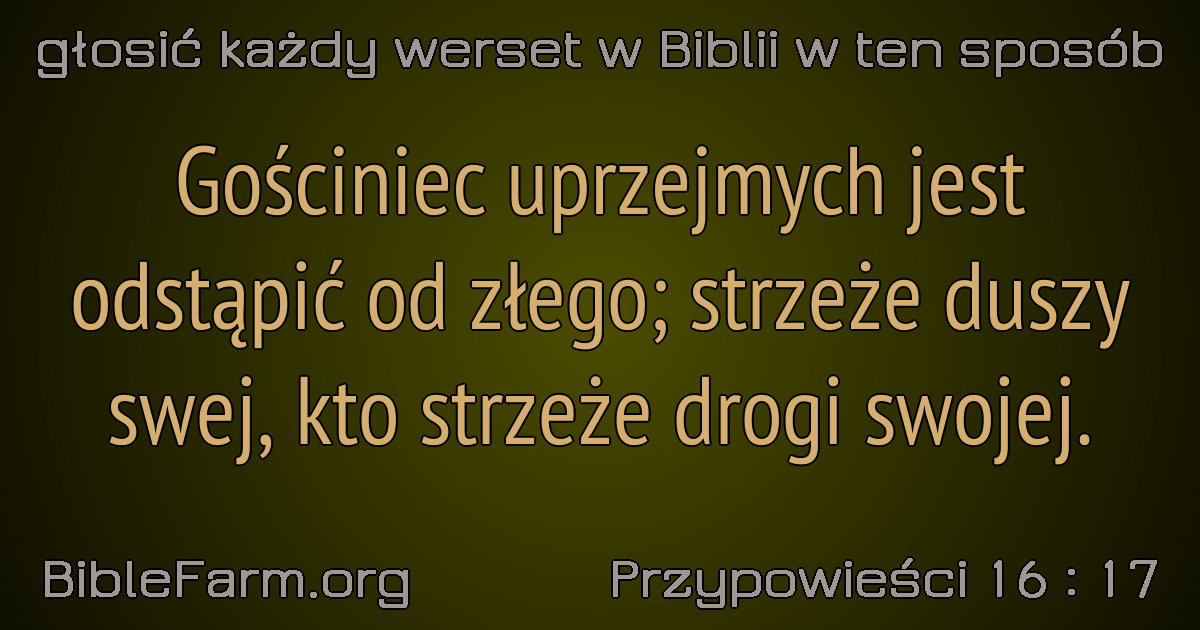 głosić każdy werset w Biblii w ten sposób
Gościniec uprzejmych jest
odstąpić od złego; strzeże duszy
swej, kto strzeże drogi swojej.
BibleFarm.org
Przypowieści 16 : 17